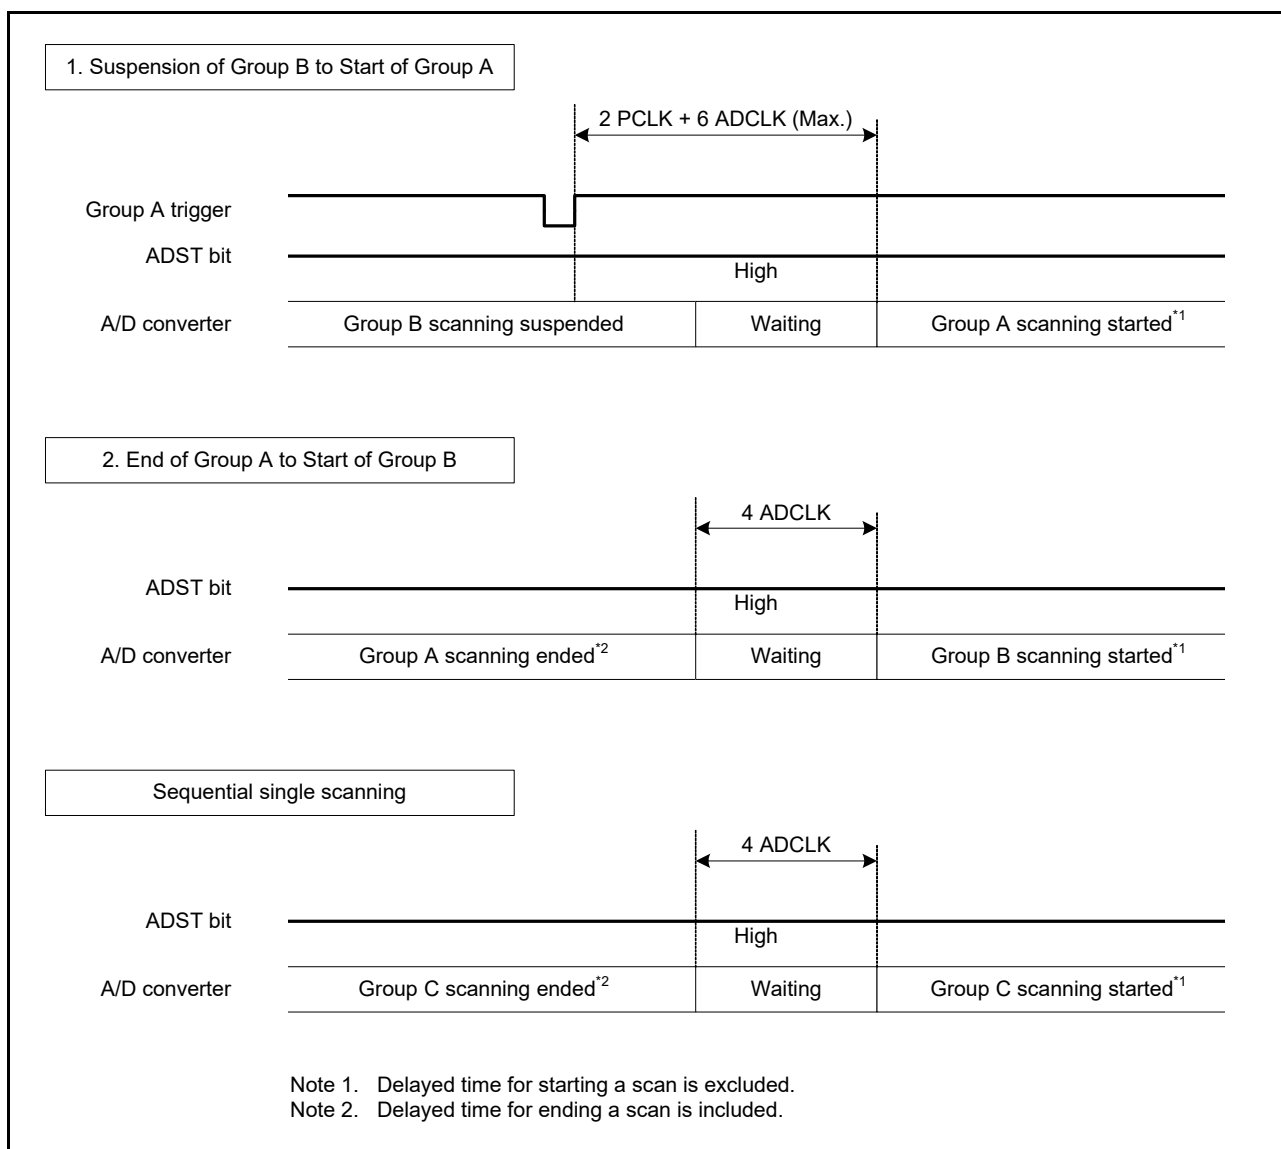 1. Suspension of Group B to Start of Group A
2 PCLK + 6 ADCLK (Max.)
Group A trigger
ADST bit
High
A/D converter
Group B scanning suspended
Waiting
Group A scanning started*1
2. End of Group A to Start of Group B
4 ADCLK
ADST bit
High
A/D converter
Group A scanning ended*2
Waiting
Group B scanning started*1
Sequential single scanning
4 ADCLK
ADST bit
High
A/D converter
Group C scanning ended*2
Waiting
Group C scanning started*1
Note 1. Delayed time for starting a scan is excluded.
Note 2. Delayed time for ending a scan is included.